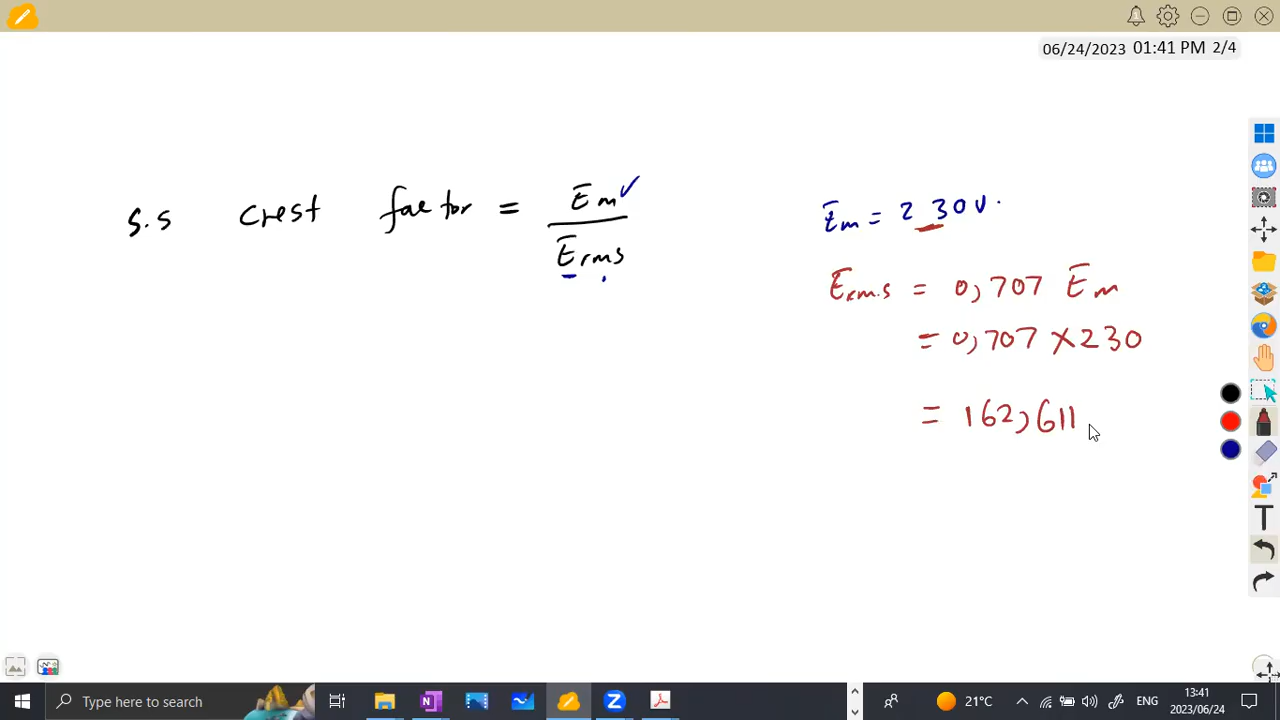 06/24/2023 01:41 PM 2/4
5.5 Crest factor = Em ✓
Erms
Em = 230V.
Er.m.s = 0,707 Em
= 0,707 × 230
= 162,611
T
Type here to search
21°C
ENG
13:41
2023/06/24